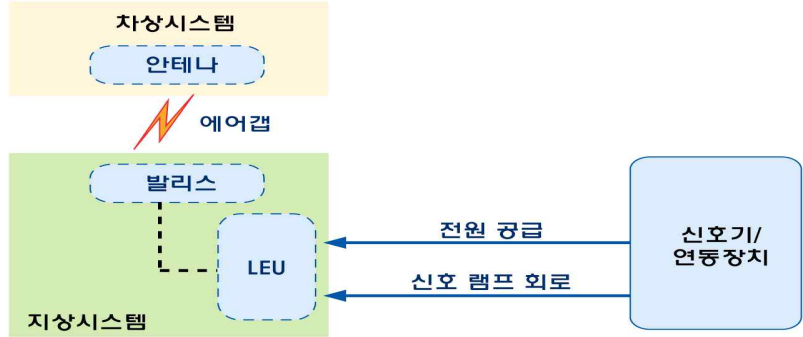 차상시스템
안테나
에어갭
발리스
LEU
지상시스템
전원 공급
신호 램프 회로
신호기/
연동장치